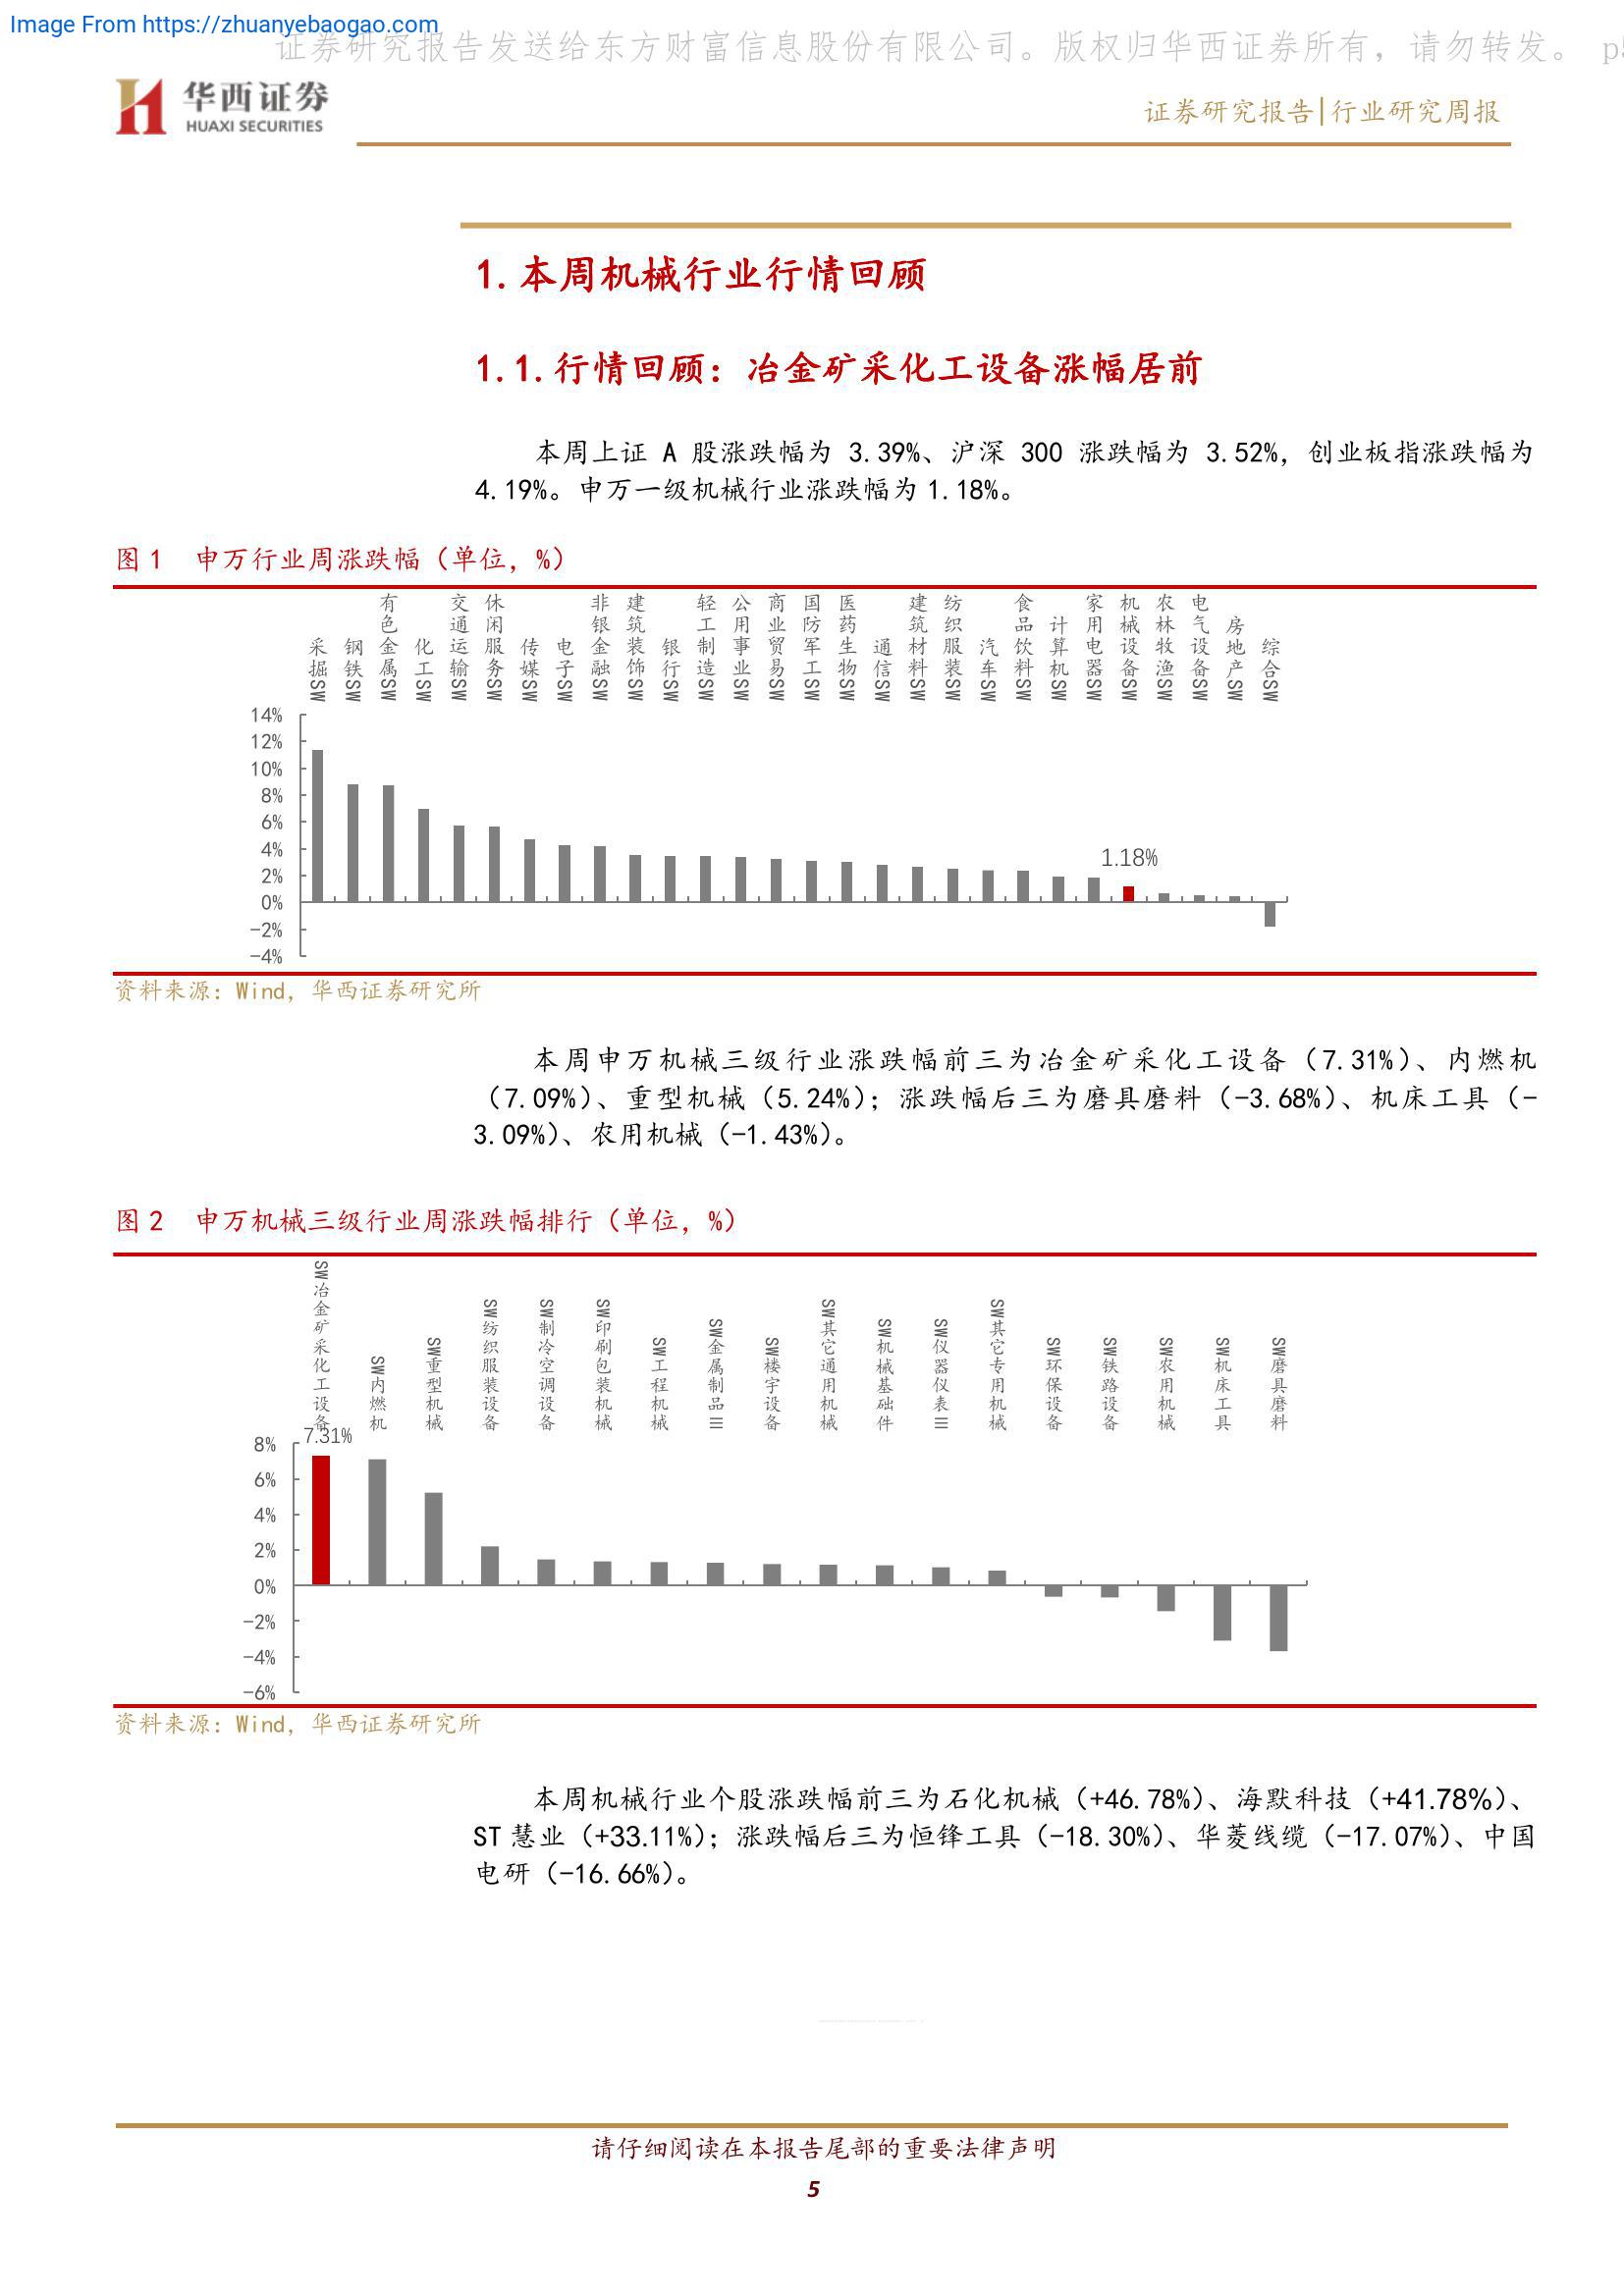 Image From https://zhuanyebaogao.com
证券研究报告发送给东方财富信息股份有限公司。版权归华西证券所有，请勿转发。 p5
华西证券
HUAXI SECURITIES
证券研究报告|行业研究周报
1.本周机械行业行情回顾
1.1.行情回顾：冶金矿采化工设备涨幅居前
本周上证 A 股涨跌幅为 3.39%、沪深 300 涨跌幅为 3.52%，创业板指涨跌幅为
4.19%。申万一级机械行业涨跌幅为 1.18%。
图 1 申万行业周涨跌幅（单位，%）
采掘SW
钢铁SW
有色金属SW
化工SW
交通运输SW
休闲服务SW
传媒SW
电子SW
非银金融SW
建筑装饰SW
银行SW
轻工制造SW
公用事业SW
商业贸易SW
国防军工SW
医药生物SW
通信SW
建筑材料SW
纺织服装SW
汽车SW
食品饮料SW
计算机SW
家用电器SW
机械设备SW
农林牧渔SW
电气设备SW
房地产SW
综合SW
14%
12%
10%
8%
6%
4%
2%
0%
-2%
-4%
1.18%
资料来源：Wind，华西证券研究所
本周申万机械三级行业涨跌幅前三为冶金矿采化工设备（7.31%）、内燃机
（7.09%）、重型机械（5.24%）；涨跌幅后三为磨具磨料（-3.68%）、机床工具（-
3.09%）、农用机械（-1.43%）。
图 2 申万机械三级行业周涨跌幅排行（单位，%）
SW冶金矿采化工设备
SW内燃机
SW重型机械
SW纺织服装设备
SW制冷空调设备
SW印刷包装机械
SW工程机械
SW金属制品Ⅲ
SW楼宇设备
SW其它通用机械
SW机械基础件
SW仪器仪表Ⅲ
SW其它专用机械
SW环保设备
SW铁路设备
SW农用机械
SW机床工具
SW磨具磨料
7.31%
8%
6%
4%
2%
0%
-2%
-4%
-6%
资料来源：Wind，华西证券研究所
本周机械行业个股涨跌幅前三为石化机械（+46.78%）、海默科技（+41.78%）、
ST 慧业（+33.11%）；涨跌幅后三为恒锋工具（-18.30%）、华菱线缆（-17.07%）、中国
电研（-16.66%）。
请仔细阅读在本报告尾部的重要法律声明
5